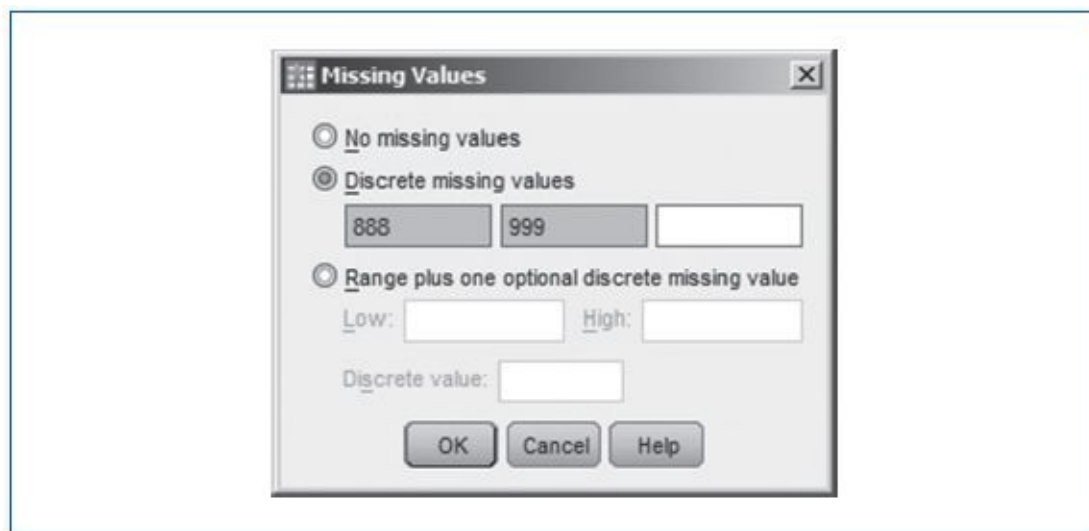 Missing Values
No missing values
Discrete missing values
888 999
Range plus one optional discrete missing value
Low: High:
Discrete value:
OK Cancel Help